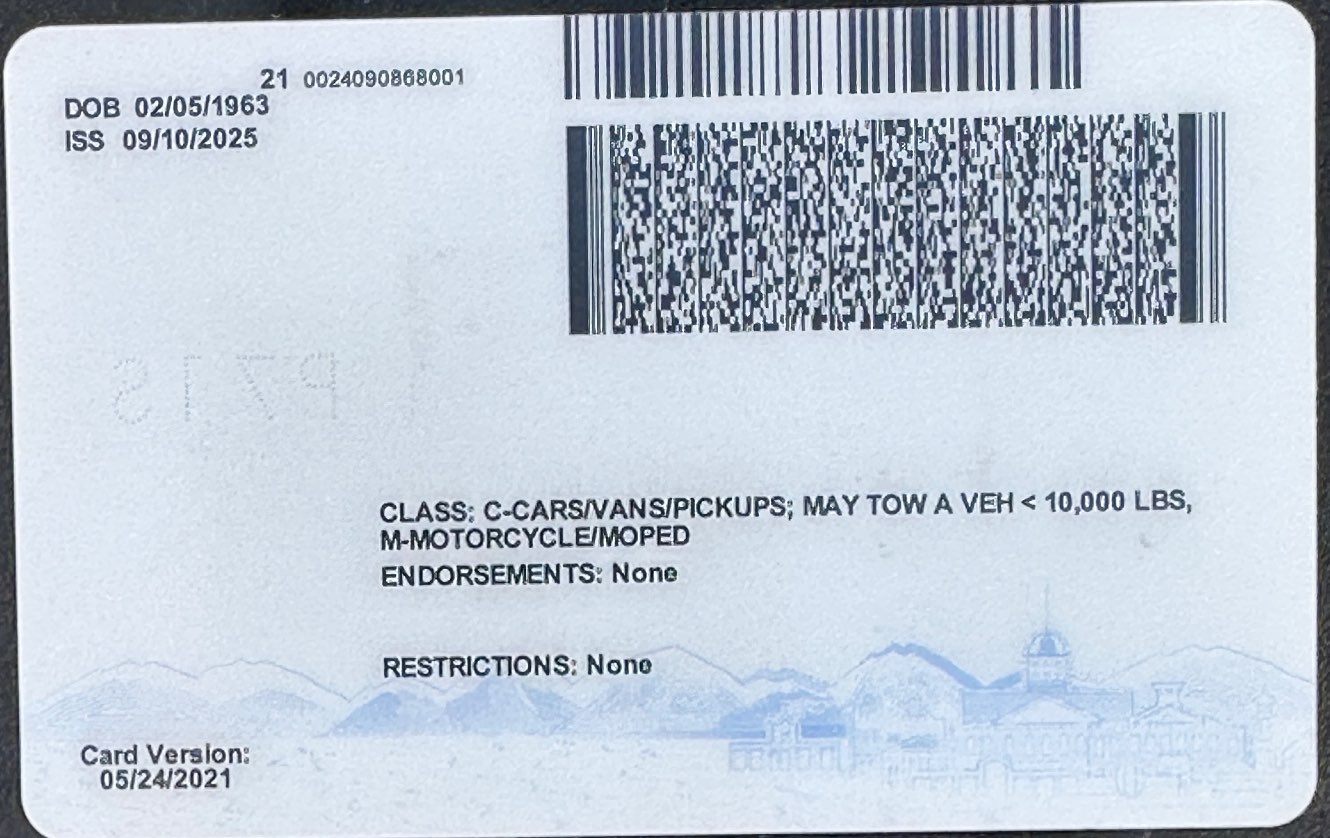 21 0024090868001
DOB 02/05/1963
ISS 09/10/2025
CLASS: C-CARS/VANS/PICKUPS; MAY TOW A VEH < 10,000 LBS,
M-MOTORCYCLE/MOPED
ENDORSEMENTS: None
RESTRICTIONS: None
Card Version:
05/24/2021